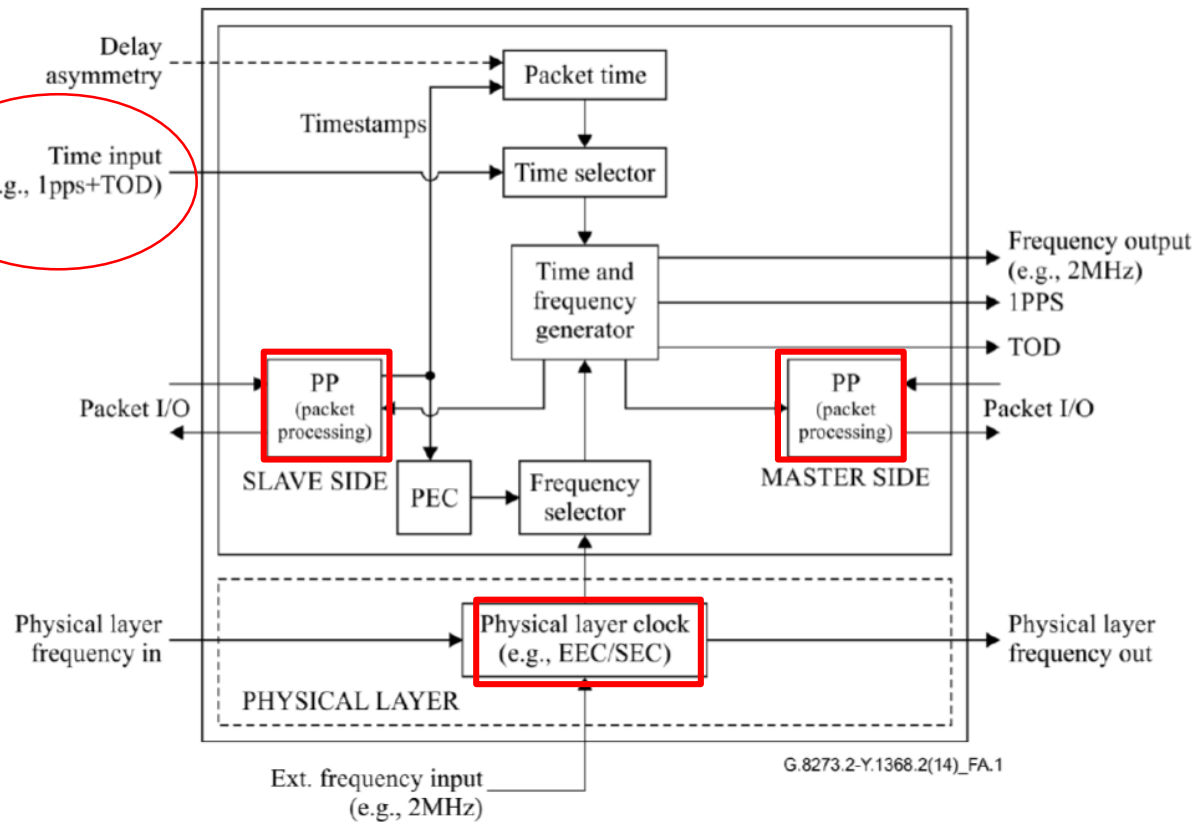 Delay
asymmetry
Packet time
Timestamps
Time input
.g., 1pps+TOD)
Time selector
Time and
frequency
generator
Frequency output
(e.g., 2MHz)
1PPS
TOD
Packet I/O
PP
(packet
processing)
SLAVE SIDE
PEC
Frequency
selector
PP
(packet
processing)
MASTER SIDE
Packet I/O
Physical layer
frequency in
Physical layer clock
(e.g., EEC/SEC)
Physical layer
frequency out
PHYSICAL LAYER
Ext. frequency input
(e.g., 2MHz)
G.8273.2-Y.1368.2(14)_FA.1